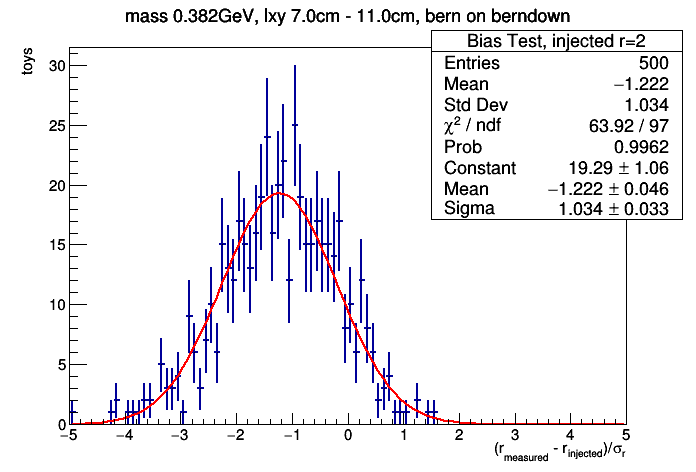 mass 0.382GeV, lxy 7.0cm - 11.0cm, bern on berndown
Bias Test, injected r=2
Entries 500
Mean −1.222
Std Dev 1.034
χ² / ndf 63.92 / 97
Prob 0.9962
Constant 19.29 ± 1.06
Mean −1.222 ± 0.046
Sigma 1.034 ± 0.033
toys
30
25
20
15
10
5
0
−5 −4 −3 −2 −1 0 1 2 3 4 5
(r_measured - r_injected)/σ_r